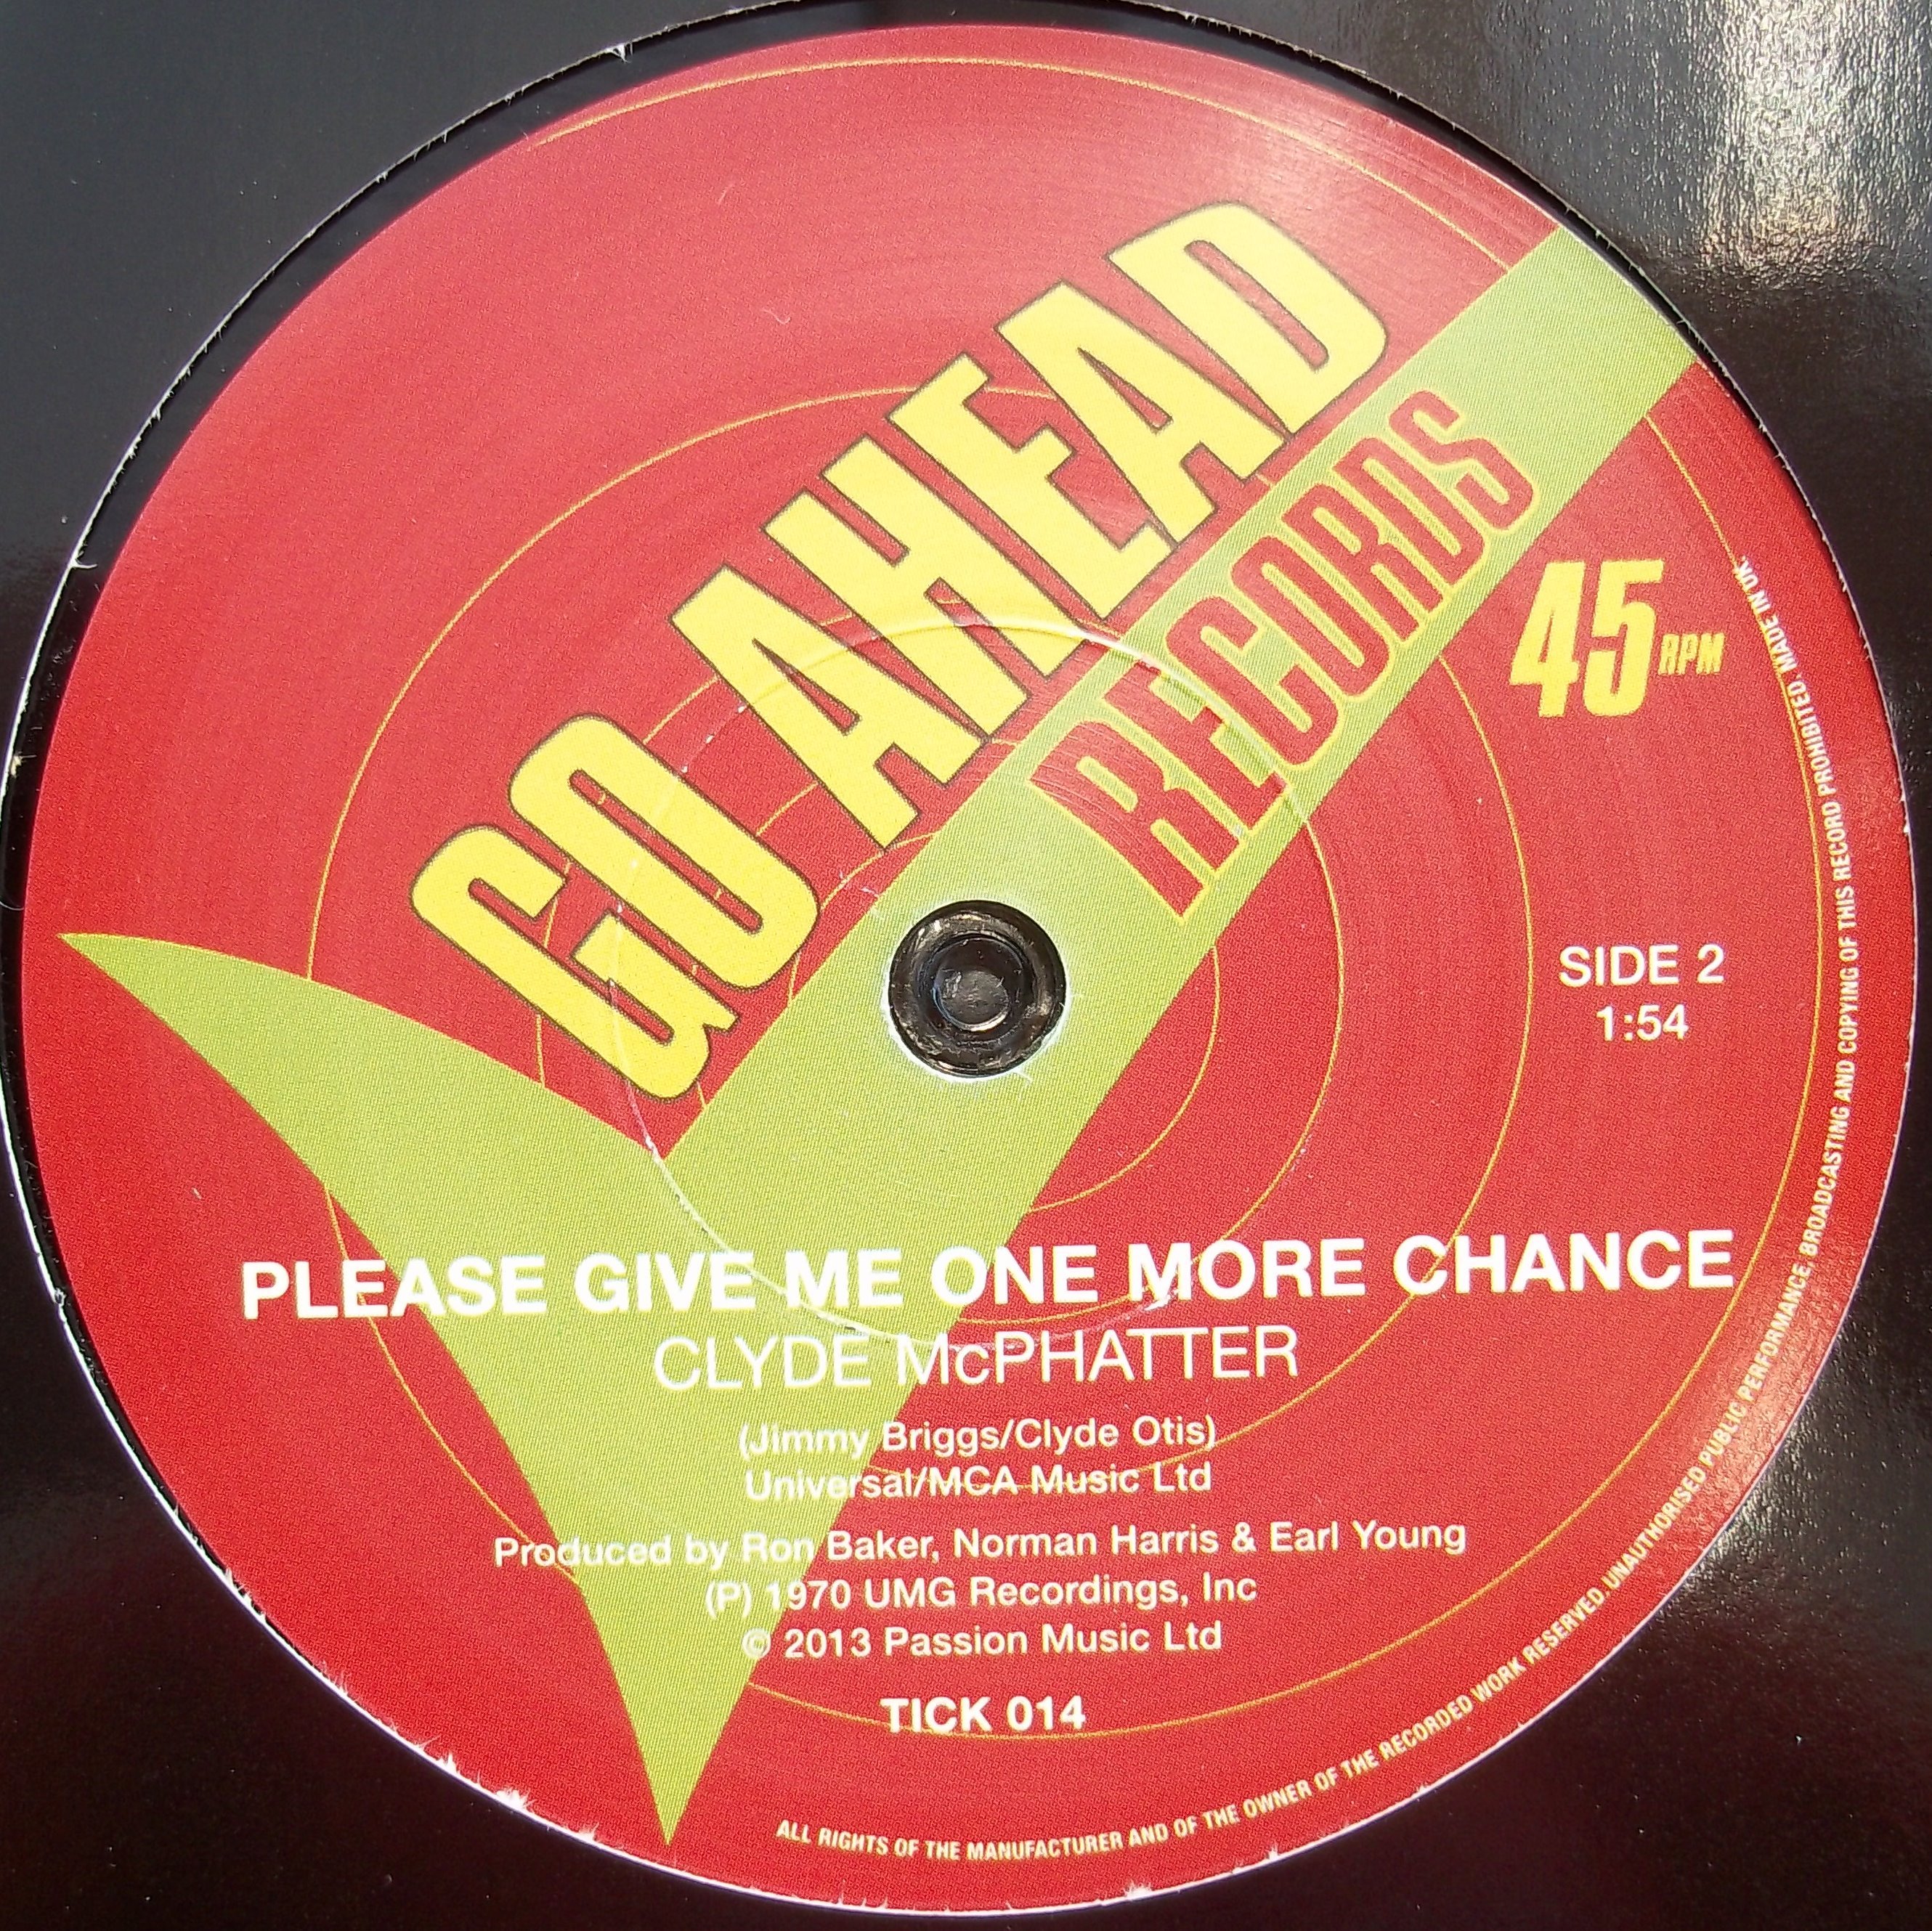 GO AHEAD
RECORDS
45 RPM
SIDE 2
1:54
PLEASE GIVE ME ONE MORE CHANCE
CLYDE McPHATTER
(Jimmy Briggs/Clyde Otis)
Universal/MCA Music Ltd
Produced by Ron Baker, Norman Harris & Earl Young
(P) 1970 UMG Recordings, Inc
© 2013 Passion Music Ltd
TICK 014
ALL RIGHTS OF THE MANUFACTURER AND OF THE OWNER OF THE RECORDED WORK RESERVED. UNAUTHORISED PUBLIC PERFORMANCE, BROADCASTING AND COPYING OF THIS RECORD PROHIBITED. MADE IN UK.